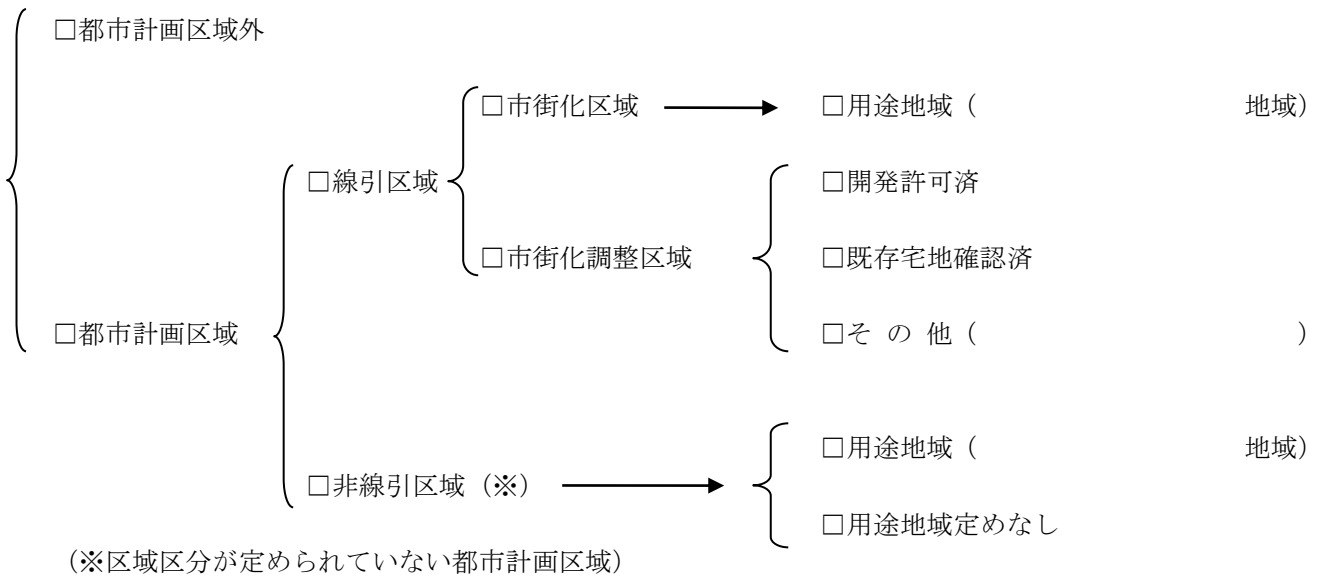 □都市計画区域外
□市街化区域 □用途地域（ 地域）
□線引区域 □開発許可済
□市街化調整区域 □既存宅地確認済
□都市計画区域 □そ の 他（ ）
□用途地域（ 地域）
□非線引区域（※）
□用途地域定めなし
（※区域区分が定められていない都市計画区域）